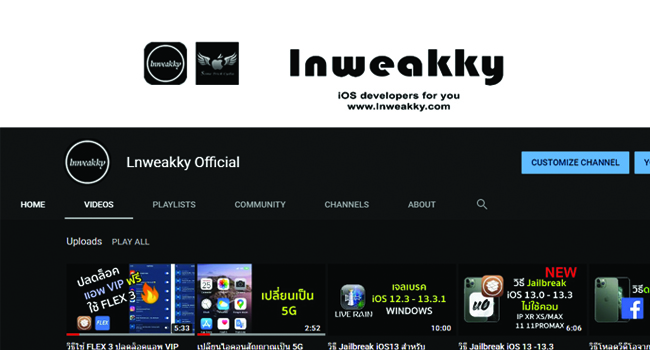 lnweakky
lnweakky
iOS developers for you
www.lnweakky.com
lnweakky
Lnweakky Official
CUSTOMIZE CHANNEL
HOME
VIDEOS
PLAYLISTS
COMMUNITY
CHANNELS
ABOUT
Uploads PLAY ALL
ปลดล็อค
แอพ VIP ฟรี
ใช้ FLEX 3
FLEX
5:33
เปลี่ยนเป็น
5G
2:52
LIVE RAIN
เจลเบรค
iOS 12.3 - 13.3.1
WINDOWS
10:00
NEW
วิธี Jailbreak
iOS 13.0 - 13.3
ไม่ใช้คอม
IP XR XS/MAX
11 11PROMAX
6:06
วิธี
วิธีใช่ FLEX 3 ปลดล็อคแอพ VIP
เปลี่ยนไอคอนสัญญาณเป็น 5G
วิธี Jailbreak iOS13 สำหรับ
วิธี Jailbreak iOS 13 -13.3
วิธีโหลดวิดีโอจาก